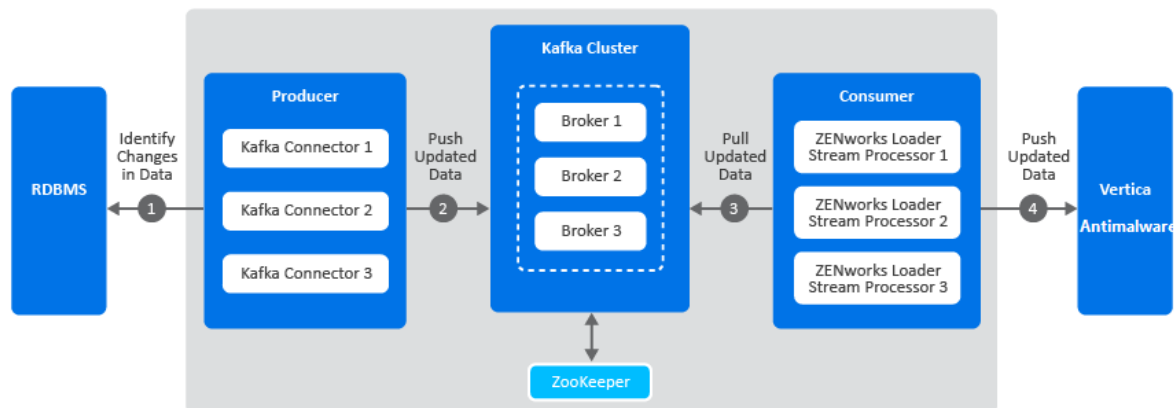 RDBMS
Identify
Changes
in Data
1
Producer
Kafka Connector 1
Kafka Connector 2
Kafka Connector 3
Push
Updated
Data
2
Kafka Cluster
Broker 1
Broker 2
Broker 3
ZooKeeper
Pull
Updated
Data
3
Consumer
ZENworks Loader
Stream Processor 1
ZENworks Loader
Stream Processor 2
ZENworks Loader
Stream Processor 3
Push
Updated
Data
4
Vertica
Antimalware